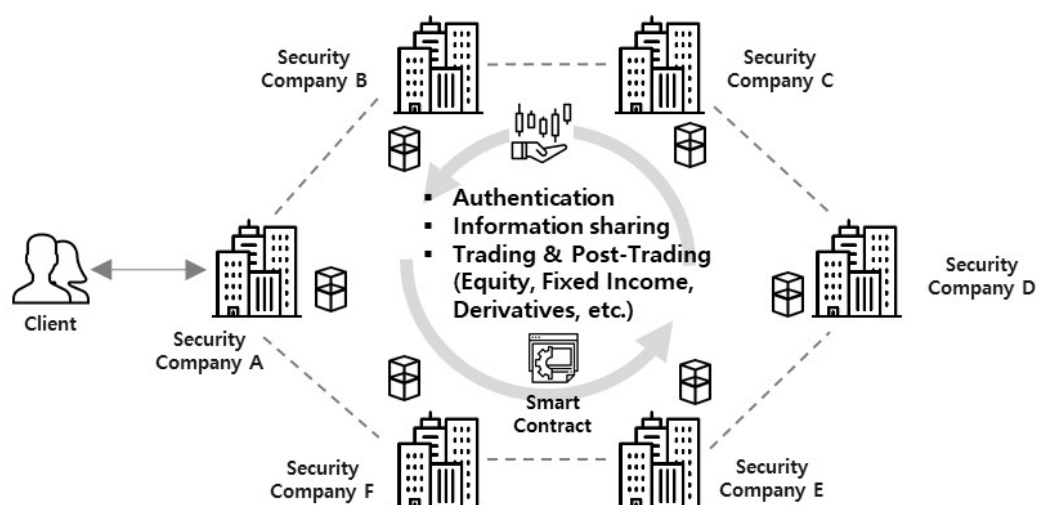 Security
Company B
Security
Company C
▪ Authentication
▪ Information sharing
▪ Trading & Post-Trading
(Equity, Fixed Income,
Derivatives, etc.)
Client
Security
Company A
Security
Company D
Smart
Contract
Security
Company F
Security
Company E